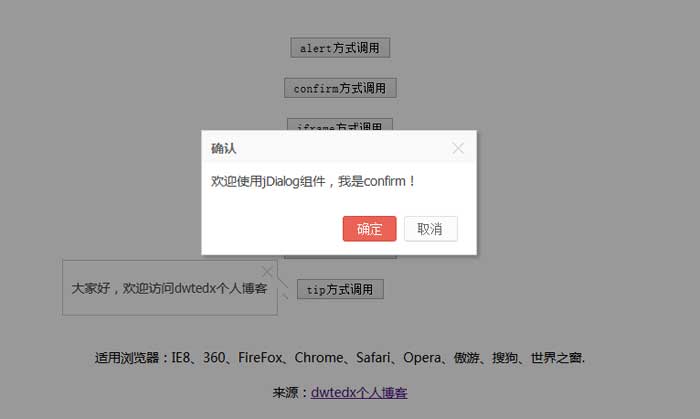 alert方式调用
confirm方式调用
iframe方式调用
确认
欢迎使用jDialog组件，我是confirm！
确定 取消
大家好，欢迎访问dwtedx个人博客
tip方式调用
适用浏览器：IE8、360、FireFox、Chrome、Safari、Opera、傲游、搜狗、世界之窗.
来源：dwtedx个人博客